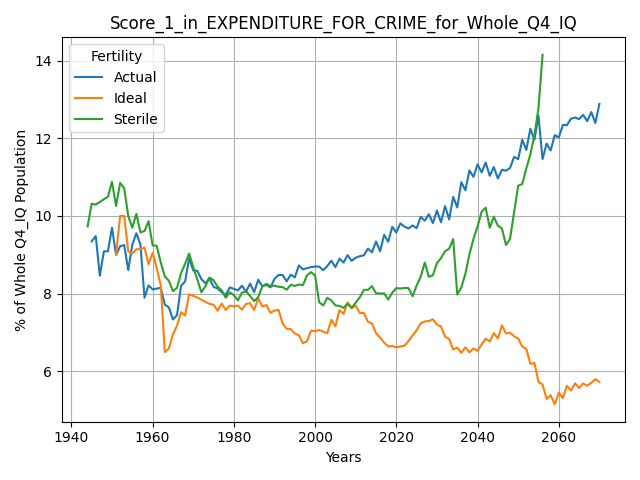 Score_1_in_EXPENDITURE_FOR_CRIME_for_Whole_Q4_IQ
Fertility
Actual
Ideal
Sterile
% of Whole Q4_IQ Population
14
12
10
8
6
1940
1960
1980
2000
2020
2040
2060
Years